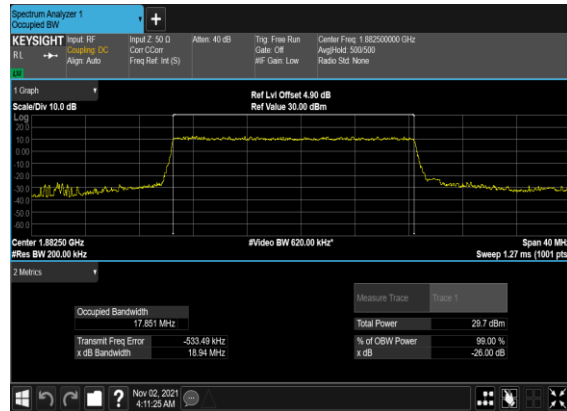 Spectrum Analyzer 1
Occupied BW
+
KEYSIGHT Input: RF Input Z: 50 Ω Atten: 40 dB Trig: Free Run Center Freq: 1.882500000 GHz
RL Coupling: DC Corr CCorr Gate: Off Avg|Hold: 500/500
Align: Auto Freq Ref: Int (S) #IF Gain: Low Radio Std: None
1 Graph
Ref Lvl Offset 4.90 dB
Scale/Div 10.0 dB Ref Value 30.00 dBm
Log
20.0
10.0
0.00
-10.0
-20.0
-30.0
-40.0
-50.0
-60.0
Center 1.88250 GHz #Video BW 620.00 kHz* Span 40 MHz
#Res BW 200.00 kHz Sweep 1.27 ms (1001 pts
2 Metrics
Measure Trace Trace 1
Occupied Bandwidth
17.851 MHz
Total Power 29.7 dBm
Transmit Freq Error -533.49 kHz % of OBW Power 99.00 %
x dB Bandwidth 18.94 MHz x dB -26.00 dB
? Nov 02, 2021
4:11:25 AM